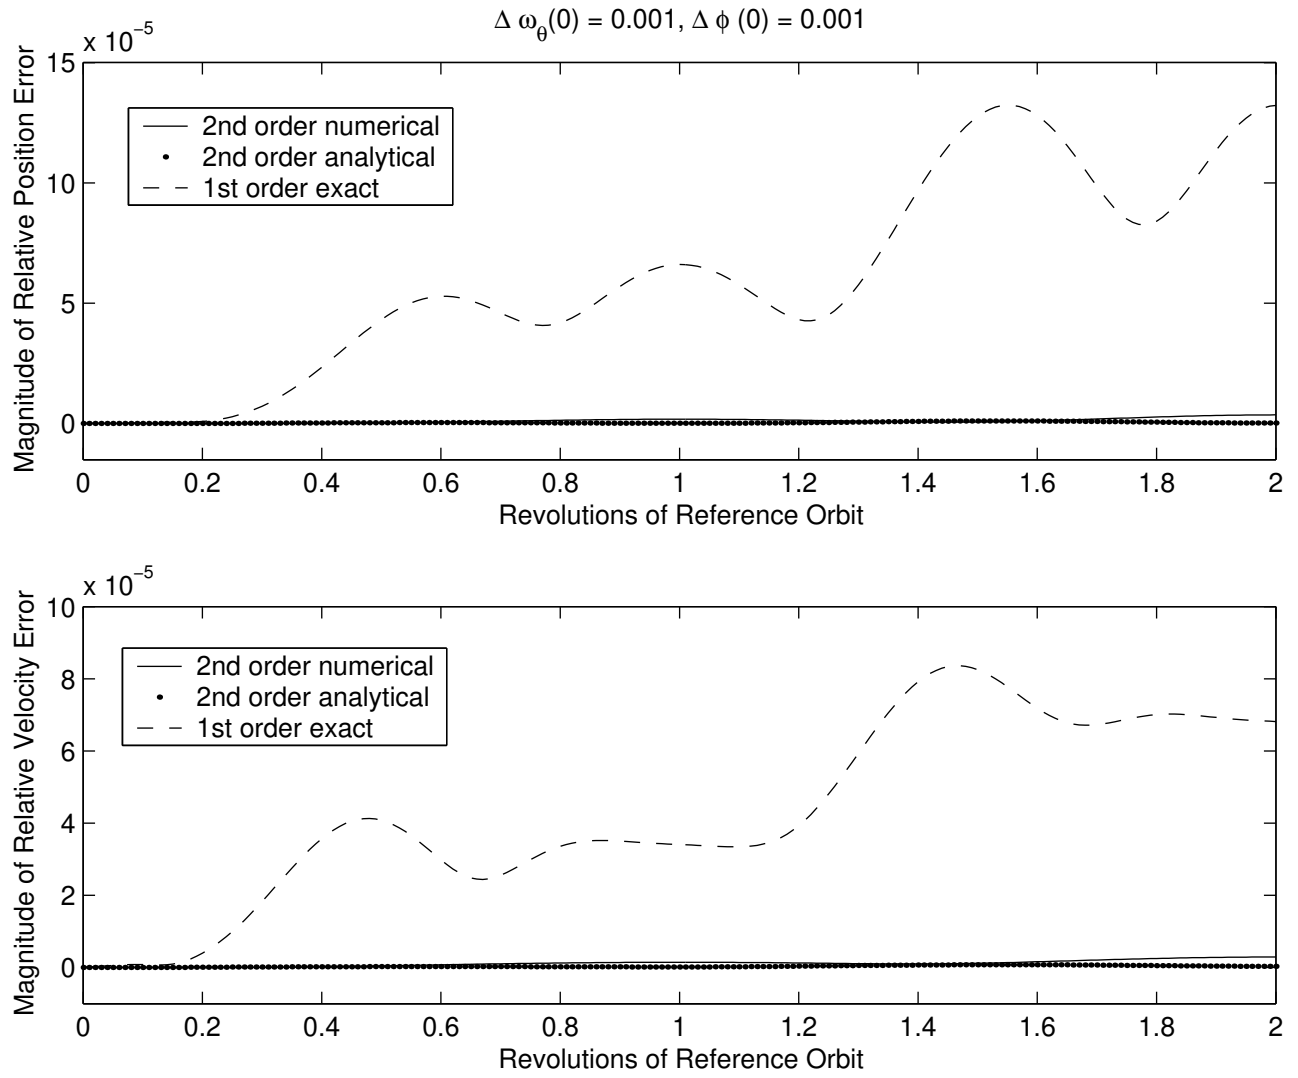 Δ ω_θ(0) = 0.001, Δ ϕ (0) = 0.001
x 10⁻⁵
Magnitude of Relative Position Error
15
10
5
0
2nd order numerical
2nd order analytical
1st order exact
0 0.2 0.4 0.6 0.8 1 1.2 1.4 1.6 1.8 2
Revolutions of Reference Orbit
x 10⁻⁵
Magnitude of Relative Velocity Error
10
8
6
4
2
0
2nd order numerical
2nd order analytical
1st order exact
0 0.2 0.4 0.6 0.8 1 1.2 1.4 1.6 1.8 2
Revolutions of Reference Orbit